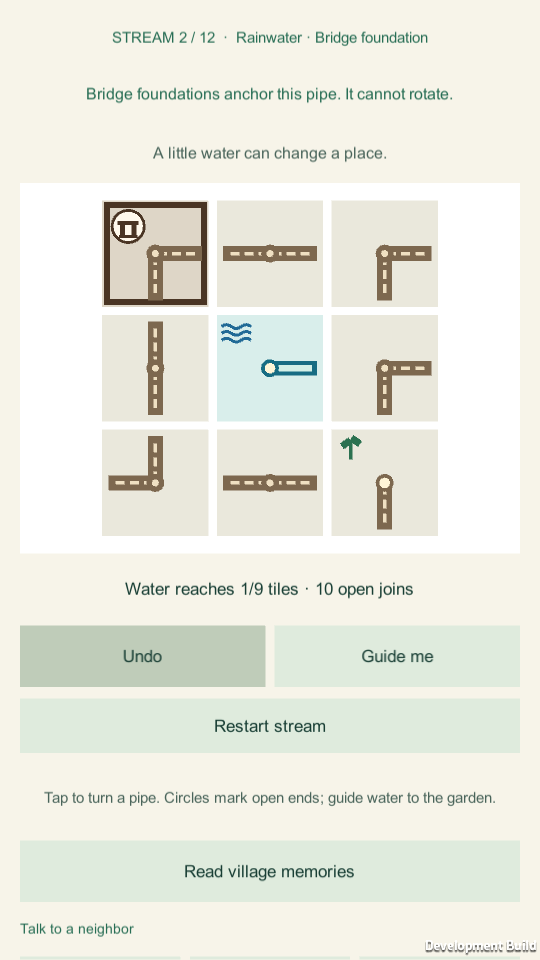 STREAM 2 / 12 · Rainwater · Bridge foundation
Bridge foundations anchor this pipe. It cannot rotate.
A little water can change a place.
Water reaches 1/9 tiles · 10 open joins
Undo
Guide me
Restart stream
Tap to turn a pipe. Circles mark open ends; guide water to the garden.
Read village memories
Talk to a neighbor
Development Build